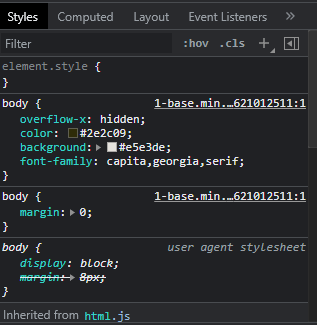 Styles Computed Layout Event Listeners »
Filter :hov .cls +
element.style {
}
body { 1-base.min.…621012511:1
overflow-x: hidden;
color: #2e2c09;
background: #e5e3de;
font-family: capita,georgia,serif;
}
body { 1-base.min.…621012511:1
margin: 0;
}
body { user agent stylesheet
display: block;
margin: 8px;
}
Inherited from html.js